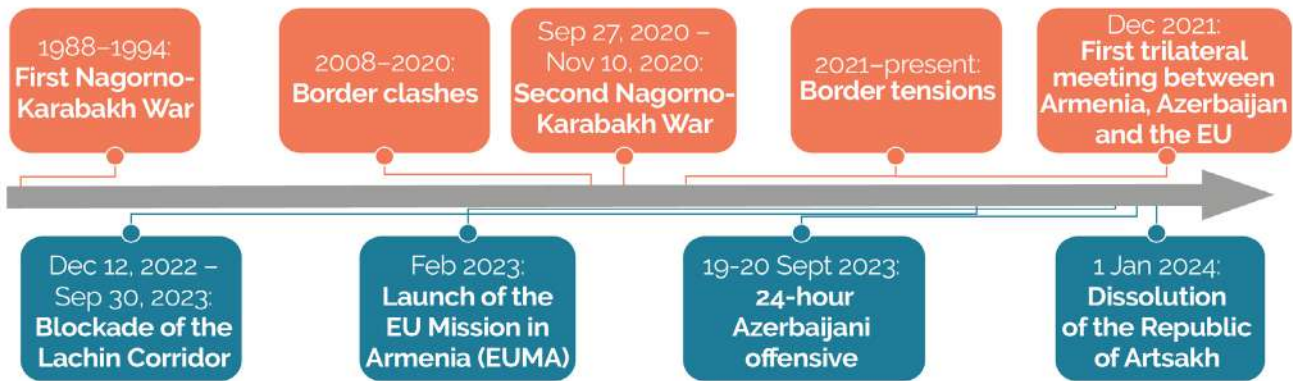 1988–1994:
First Nagorno-
Karabakh War
2008–2020:
Border clashes
Sep 27, 2020 –
Nov 10, 2020:
Second Nagorno-
Karabakh War
2021–present:
Border tensions
Dec 2021:
First trilateral
meeting between
Armenia, Azerbaijan
and the EU
Dec 12, 2022 –
Sep 30, 2023:
Blockade of the
Lachin Corridor
Feb 2023:
Launch of the
EU Mission in
Armenia (EUMA)
19-20 Sept 2023:
24-hour
Azerbaijani
offensive
1 Jan 2024:
Dissolution
of the Republic
of Artsakh